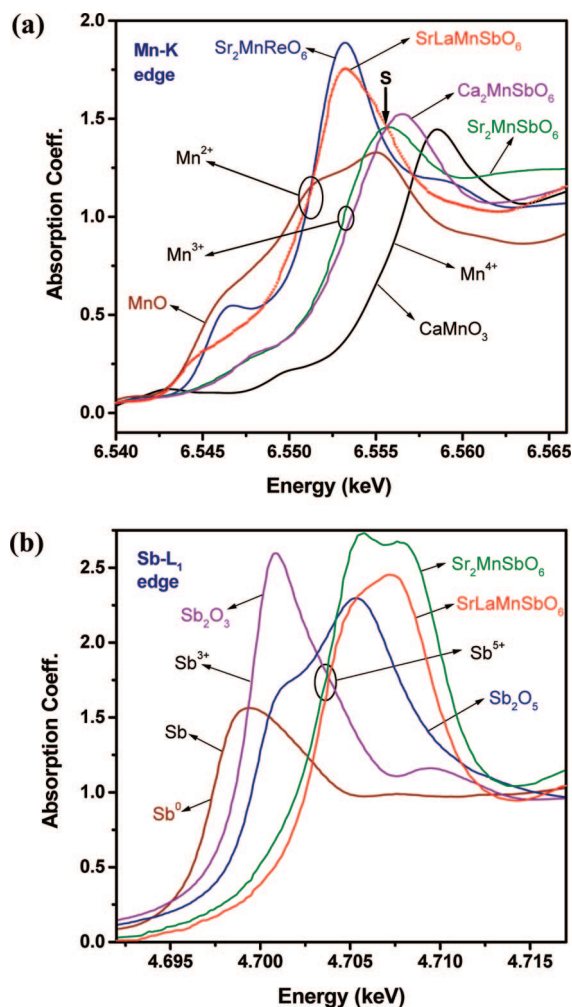 (a)
2.0
1.5
1.0
0.5
0.0
Absorption Coeff.
Mn-K
edge
Sr₂MnReO₆
SrLaMnSbO₆
S
Ca₂MnSbO₆
Sr₂MnSbO₆
Mn²⁺
Mn³⁺
Mn⁴⁺
MnO
CaMnO₃
6.540 6.545 6.550 6.555 6.560 6.565
Energy (keV)
(b)
2.5
2.0
1.5
1.0
0.5
0.0
Absorption Coeff.
Sb-L₁
edge
Sr₂MnSbO₆
SrLaMnSbO₆
Sb₂O₃
Sb³⁺
Sb⁵⁺
Sb
Sb₂O₅
Sb⁰
4.695 4.700 4.705 4.710 4.715
Energy (keV)